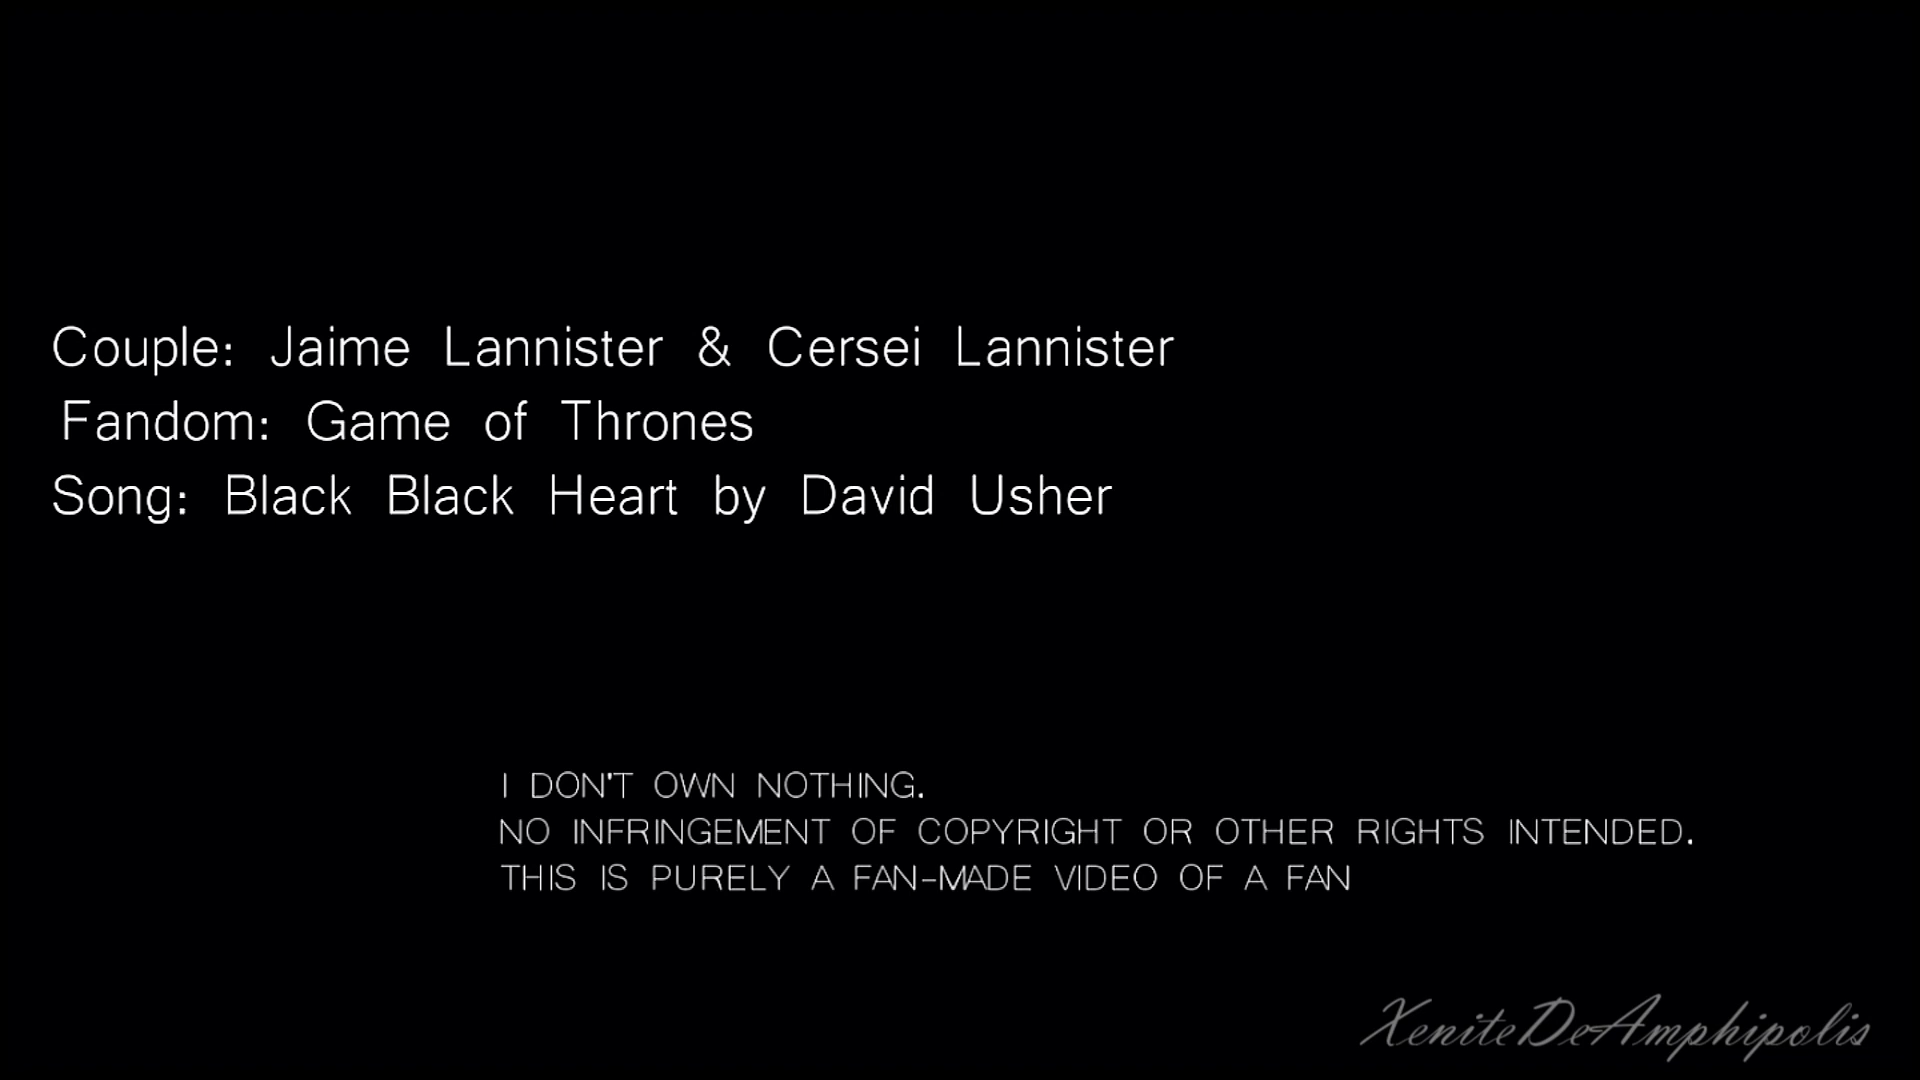 Couple: Jaime Lannister & Cersei Lannister
Fandom: Game of Thrones
Song: Black Black Heart by David Usher
I DON'T OWN NOTHING.
NO INFRINGEMENT OF COPYRIGHT OR OTHER RIGHTS INTENDED.
THIS IS PURELY A FAN-MADE VIDEO OF A FAN
XeniteDeAmphipolis